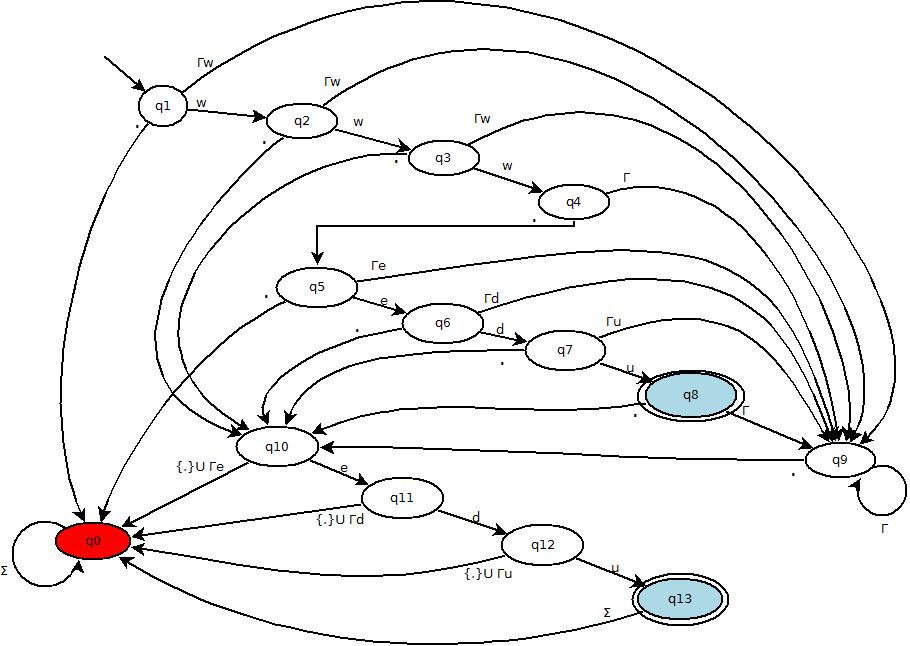 Γw
q1
w
.
Γw
q2
w
.
Γw
q3
w
.
Γ
q4
.
Γe
q5
e
.
Γd
q6
d
.
Γu
q7
u
.
q8
Γ
.
q9
.
Γ
q10
{.}U Γe
e
q11
{.}U Γd
d
q0
Σ
q12
{.}U Γu
u
q13
Σ